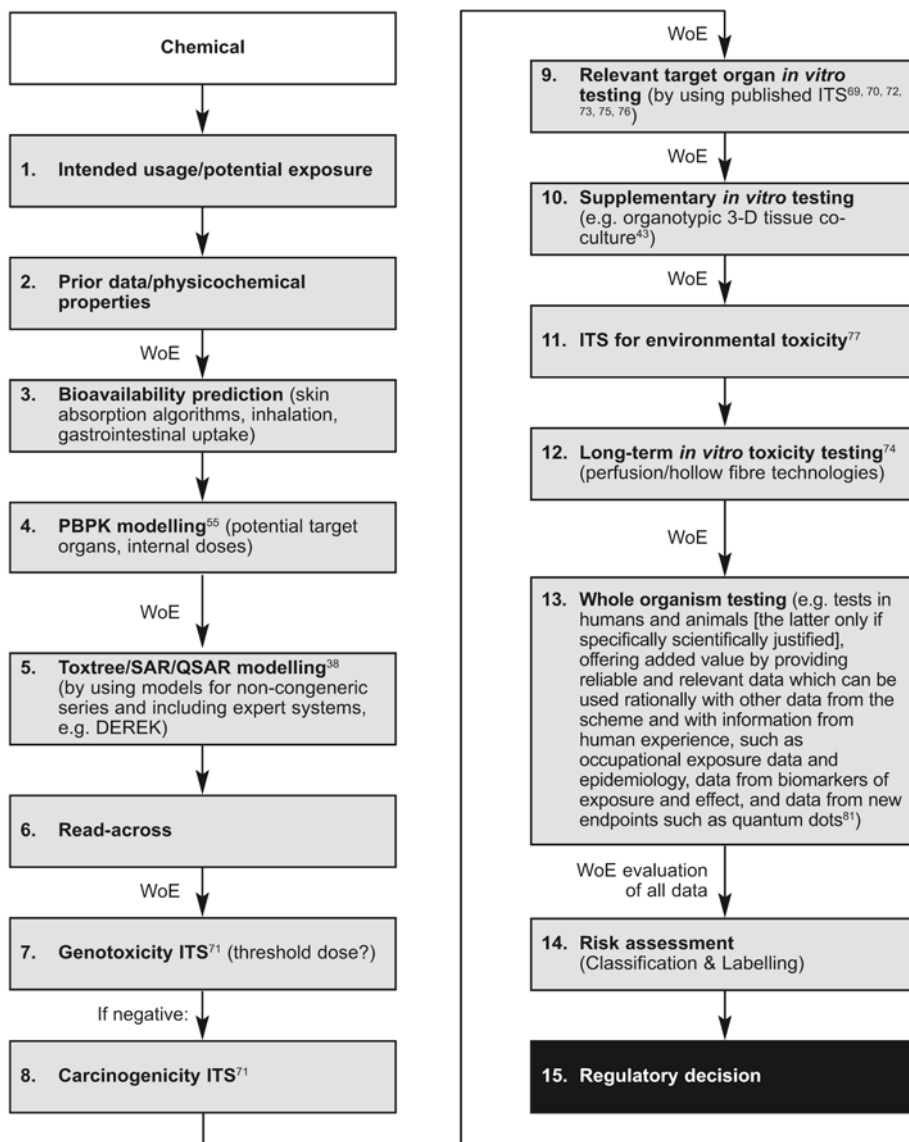 Chemical
1. Intended usage/potential exposure
2. Prior data/physicochemical
properties
WoE
3. Bioavailability prediction (skin
absorption algorithms, inhalation,
gastrointestinal uptake)
4. PBPK modelling55 (potential target
organs, internal doses)
WoE
5. Toxtree/SAR/QSAR modelling38
(by using models for non-congeneric
series and including expert systems,
e.g. DEREK)
6. Read-across
WoE
7. Genotoxicity ITS71 (threshold dose?)
If negative:
8. Carcinogenicity ITS71
WoE
9. Relevant target organ in vitro
testing (by using published ITS69, 70, 72,
73, 75, 76)
WoE
10. Supplementary in vitro testing
(e.g. organotypic 3-D tissue co-
culture43)
WoE
11. ITS for environmental toxicity77
12. Long-term in vitro toxicity testing74
(perfusion/hollow fibre technologies)
WoE
13. Whole organism testing (e.g. tests in
humans and animals [the latter only if
specifically scientifically justified],
offering added value by providing
reliable and relevant data which can be
used rationally with other data from the
scheme and with information from
human experience, such as
occupational exposure data and
epidemiology, data from biomarkers of
exposure and effect, and data from new
endpoints such as quantum dots81)
WoE evaluation
of all data
14. Risk assessment
(Classification & Labelling)
15. Regulatory decision